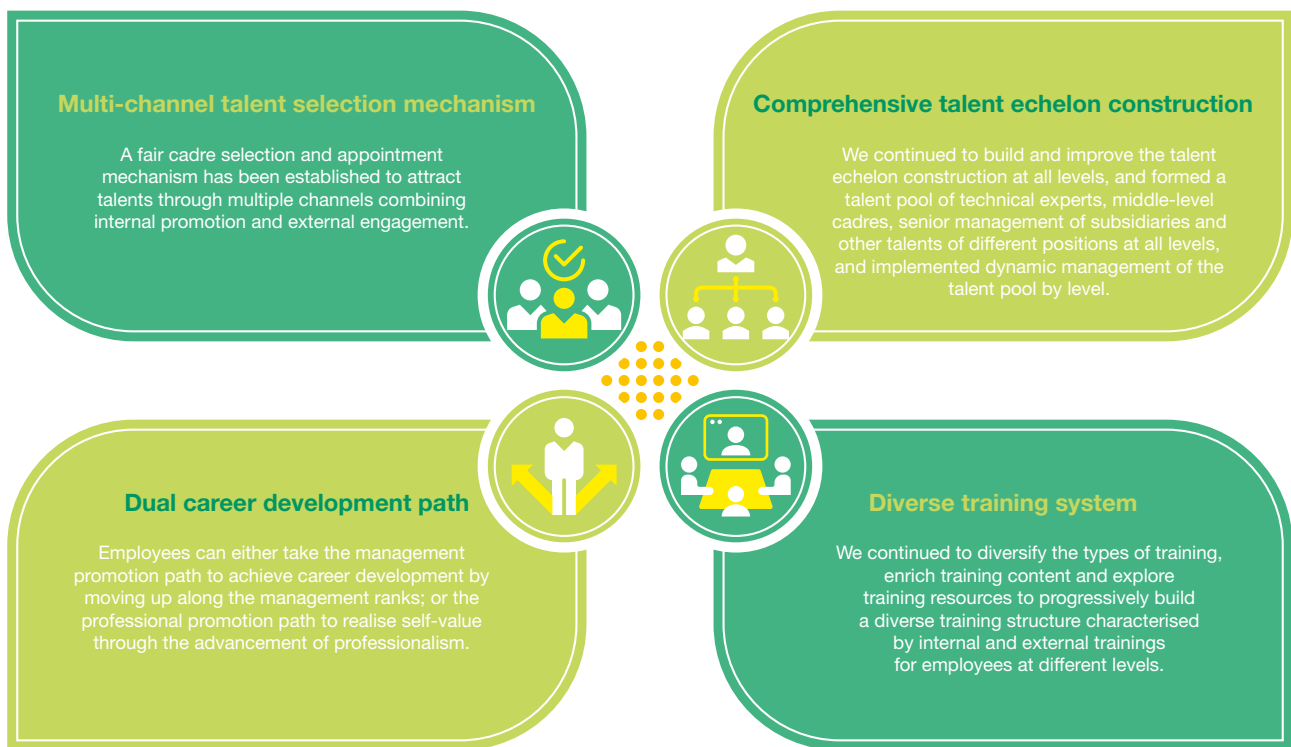 Multi-channel talent selection mechanism
A fair cadre selection and appointment
mechanism has been established to attract
talents through multiple channels combining
internal promotion and external engagement.
Comprehensive talent echelon construction
We continued to build and improve the talent
echelon construction at all levels, and formed a
talent pool of technical experts, middle-level
cadres, senior management of subsidiaries and
other talents of different positions at all levels,
and implemented dynamic management of the
talent pool by level.
Dual career development path
Employees can either take the management
promotion path to achieve career development by
moving up along the management ranks; or the
professional promotion path to realise self-value
through the advancement of professionalism.
Diverse training system
We continued to diversify the types of training,
enrich training content and explore
training resources to progressively build
a diverse training structure characterised
by internal and external trainings
for employees at different levels.